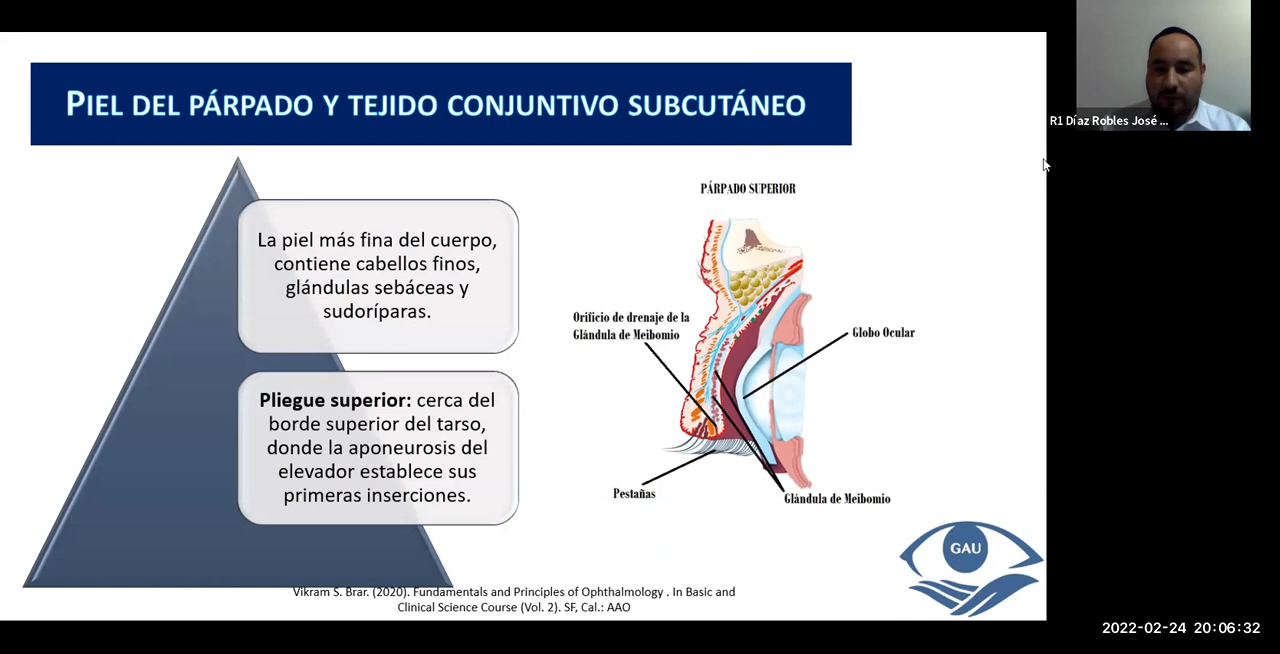 PIEL DEL PÁRPADO Y TEJIDO CONJUNTIVO SUBCUTÁNEO
R1 Díaz Robles José ...
La piel más fina del cuerpo,
contiene cabellos finos,
glándulas sebáceas y
sudoríparas.
Pliegue superior: cerca del
borde superior del tarso,
donde la aponeurosis del
elevador establece sus
primeras inserciones.
PÁRPADO SUPERIOR
Orificio de drenaje de la
Glándula de Meibomio
Globo Ocular
Pestañas
Glándula de Meibomio
GAU
Vikram S. Brar. (2020). Fundamentals and Principles of Ophthalmology . In Basic and
Clinical Science Course (Vol. 2). SF, Cal.: AAO
2022-02-24 20:06:32